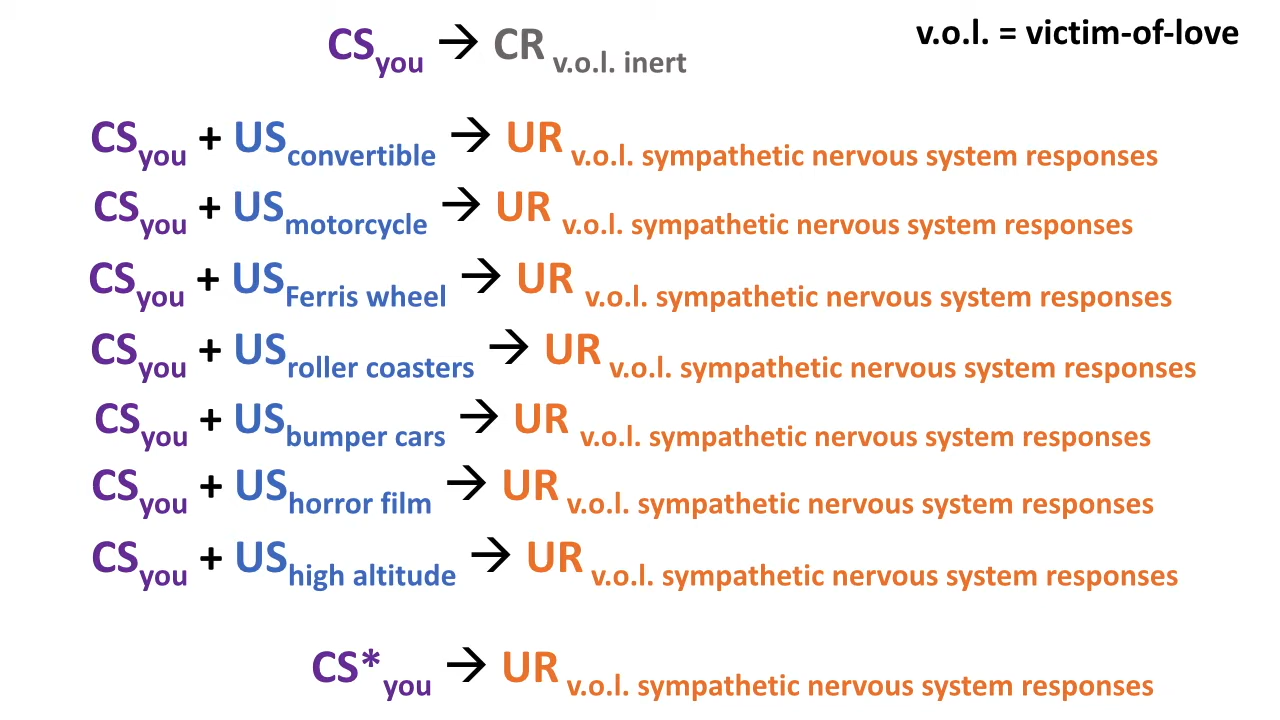 v.o.l. = victim-of-love
CSyou → CR v.o.l. inert
CSyou + USconvertible → UR v.o.l. sympathetic nervous system responses
CSyou + USmotorcycle → UR v.o.l. sympathetic nervous system responses
CSyou + USFerris wheel → UR v.o.l. sympathetic nervous system responses
CSyou + USroller coasters → UR v.o.l. sympathetic nervous system responses
CSyou + USbumper cars → UR v.o.l. sympathetic nervous system responses
CSyou + UShorror film → UR v.o.l. sympathetic nervous system responses
CSyou + UShigh altitude → UR v.o.l. sympathetic nervous system responses
CS*you → UR v.o.l. sympathetic nervous system responses